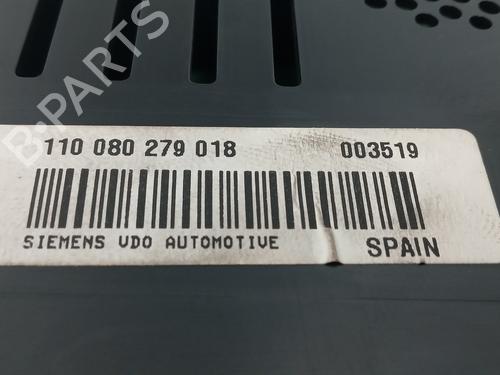 B-PARTS
110 080 279 018 003519
SIEMENS VDO AUTOMOTIVE SPAIN